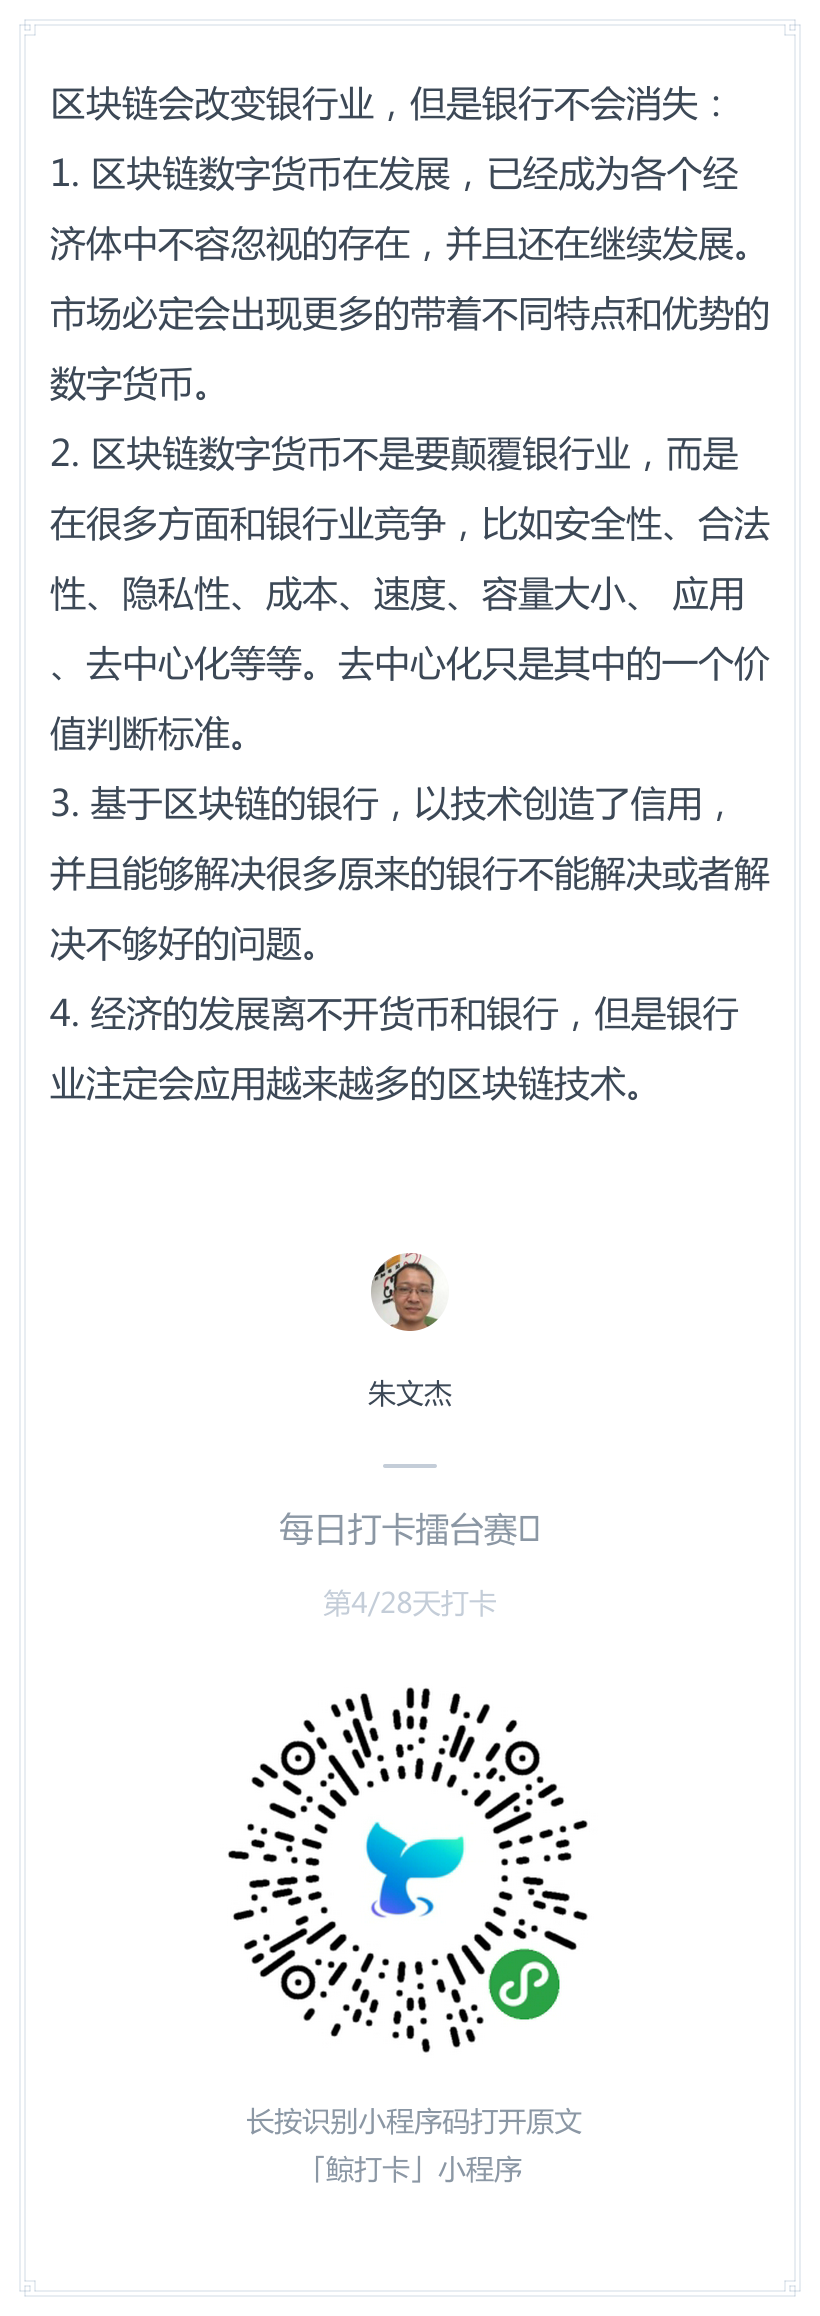 区块链会改变银行业，但是银行不会消失：
1. 区块链数字货币在发展，已经成为各个经
济体中不容忽视的存在，并且还在继续发展。
市场必定会出现更多的带着不同特点和优势的
数字货币。
2. 区块链数字货币不是要颠覆银行业，而是
在很多方面和银行业竞争，比如安全性、合法
性、隐私性、成本、速度、容量大小、 应用
、去中心化等等。去中心化只是其中的一个价
值判断标准。
3. 基于区块链的银行，以技术创造了信用，
并且能够解决很多原来的银行不能解决或者解
决不够好的问题。
4. 经济的发展离不开货币和银行，但是银行
业注定会应用越来越多的区块链技术。
朱文杰
每日打卡擂台赛
第4/28天打卡
长按识别小程序码打开原文
「鲸打卡」小程序